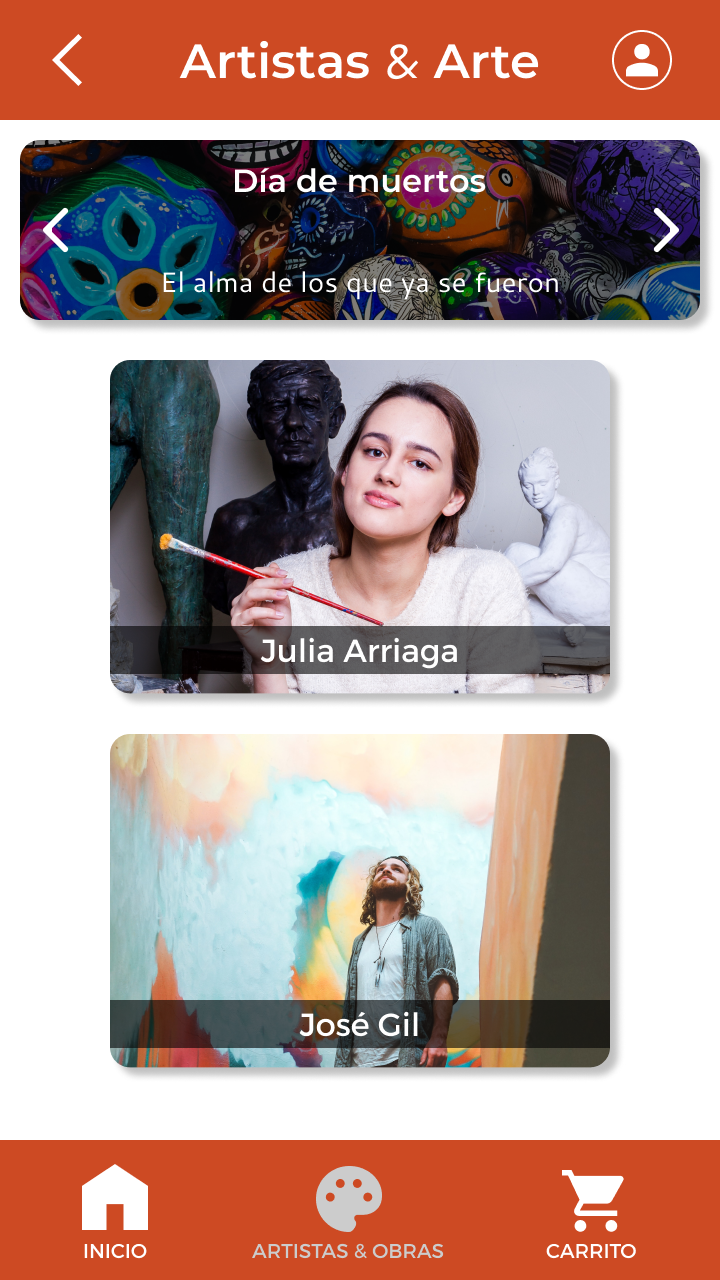 Artistas & Arte
Día de muertos
El alma de los que ya se fueron
Julia Arriaga
José Gil
INICIO
ARTISTAS & OBRAS
CARRITO